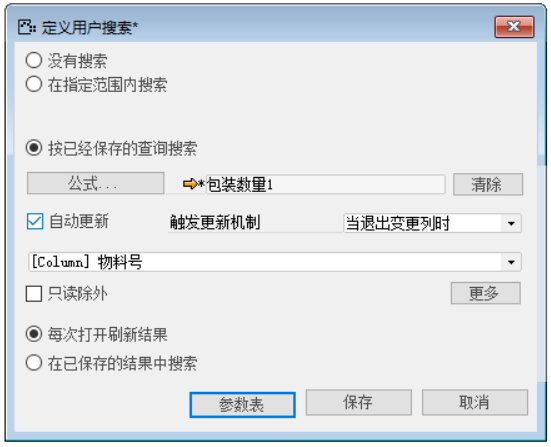 定义用户搜索*
没有搜索
在指定范围内搜索
按已经保存的查询搜索
公式... *包装数量1 清除
自动更新 触发更新机制 当退出变更列时
[Column] 物料号
只读除外 更多
每次打开刷新结果
在已保存的结果中搜索
参数表 保存 取消